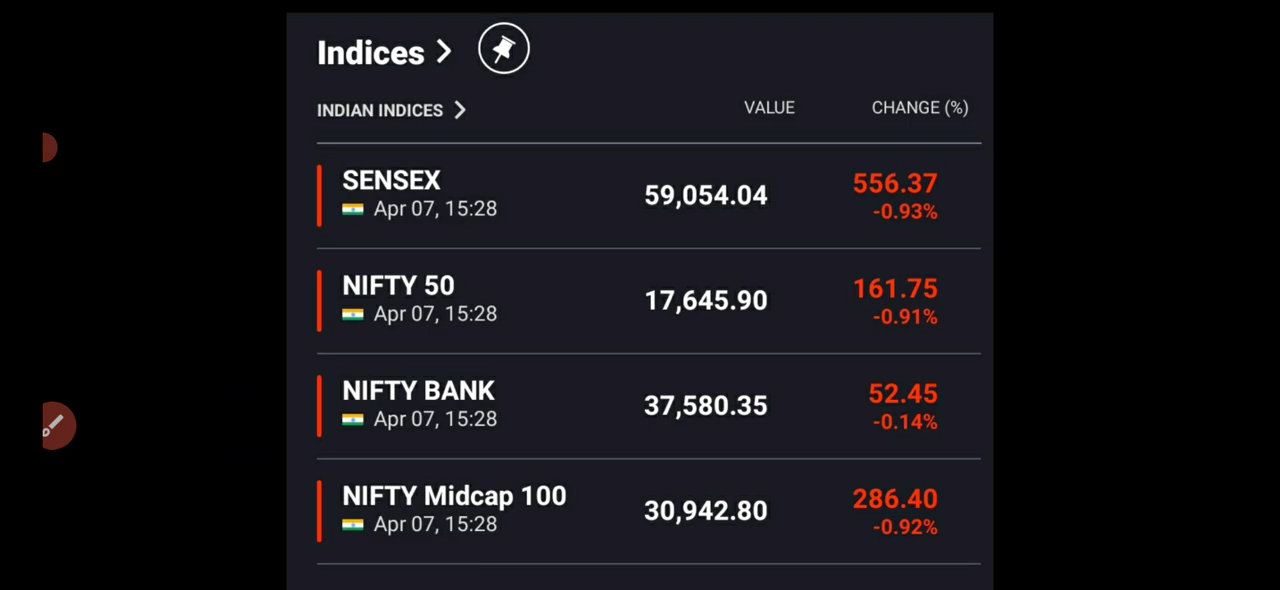 Indices
INDIAN INDICES VALUE CHANGE (%)
SENSEX
Apr 07, 15:28
59,054.04
556.37
-0.93%
NIFTY 50
Apr 07, 15:28
17,645.90
161.75
-0.91%
NIFTY BANK
Apr 07, 15:28
37,580.35
52.45
-0.14%
NIFTY Midcap 100
Apr 07, 15:28
30,942.80
286.40
-0.92%